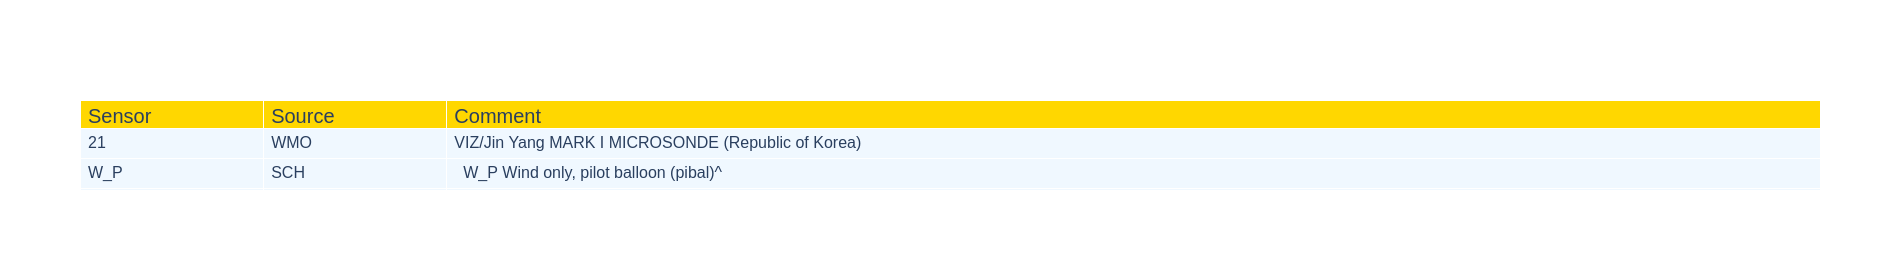 Sensor Source Comment
21 WMO VIZ/Jin Yang MARK I MICROSONDE (Republic of Korea)
W_P SCH W_P Wind only, pilot balloon (pibal)^